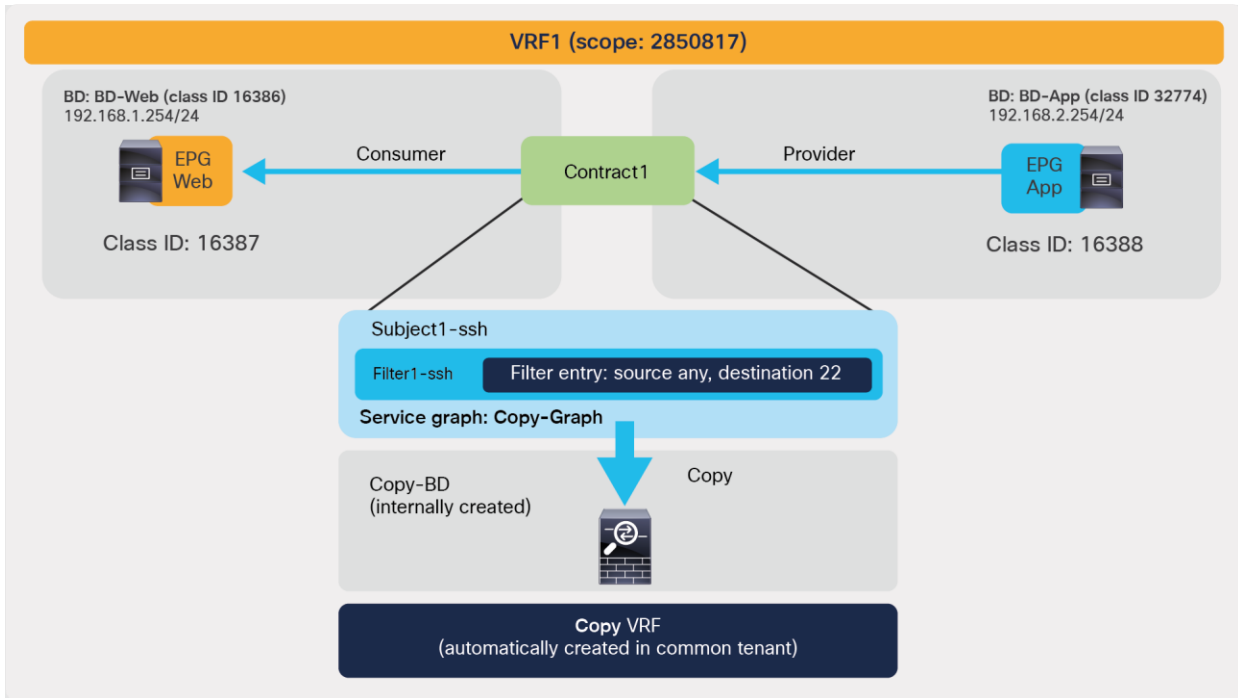 VRF1 (scope: 2850817)
BD: BD-Web (class ID 16386)
192.168.1.254/24
EPG
Web
Class ID: 16387
Consumer
Contract1
Provider
BD: BD-App (class ID 32774)
192.168.2.254/24
EPG
App
Class ID: 16388
Subject1-ssh
Filter1-ssh
Filter entry: source any, destination 22
Service graph: Copy-Graph
Copy-BD
(internally created)
Copy
Copy VRF
(automatically created in common tenant)